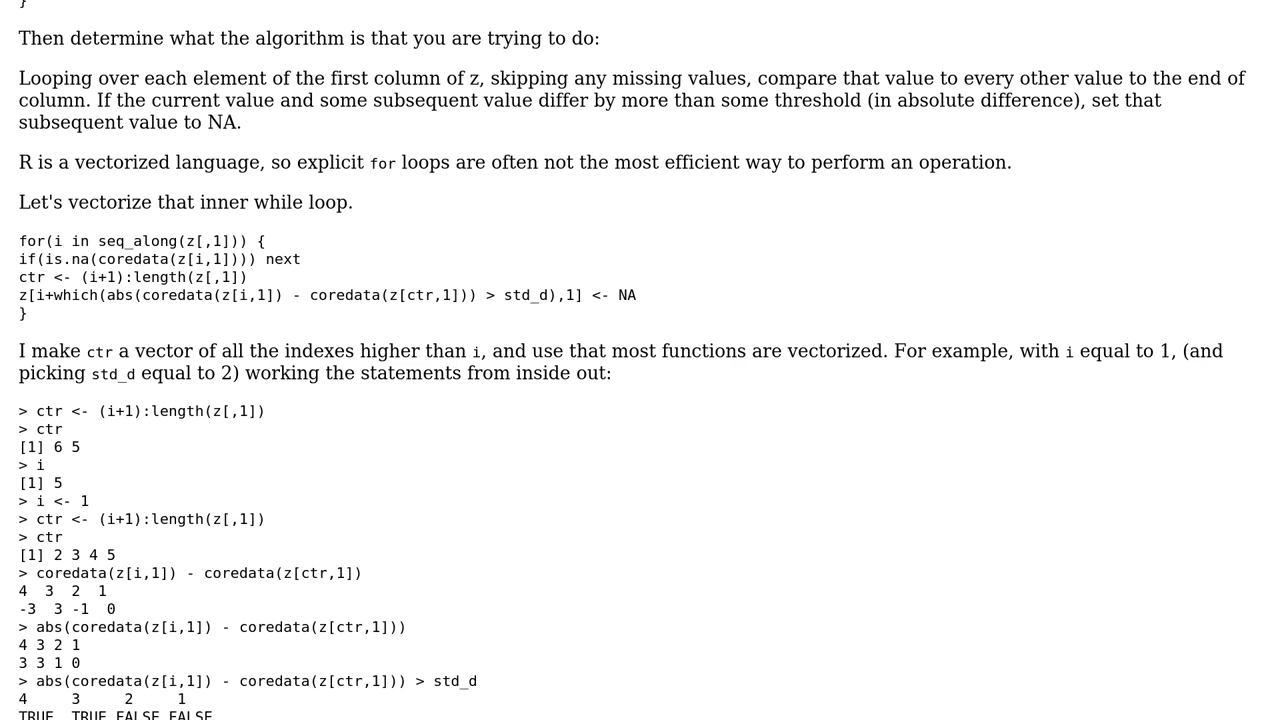 }
Then determine what the algorithm is that you are trying to do:
Looping over each element of the first column of z, skipping any missing values, compare that value to every other value to the end of
column. If the current value and some subsequent value differ by more than some threshold (in absolute difference), set that
subsequent value to NA.
R is a vectorized language, so explicit for loops are often not the most efficient way to perform an operation.
Let's vectorize that inner while loop.
for(i in seq_along(z[,1])) {
if(is.na(coredata(z[i,1]))) next
ctr <- (i+1):length(z[,1])
z[i+which(abs(coredata(z[i,1]) - coredata(z[ctr,1])) > std_d),1] <- NA
}
I make ctr a vector of all the indexes higher than i, and use that most functions are vectorized. For example, with i equal to 1, (and
picking std_d equal to 2) working the statements from inside out:
> ctr <- (i+1):length(z[,1])
> ctr
[1] 6 5
> i
[1] 5
> i <- 1
> ctr <- (i+1):length(z[,1])
> ctr
[1] 2 3 4 5
> coredata(z[i,1]) - coredata(z[ctr,1])
4  3  2  1
-3  3 -1  0
> abs(coredata(z[i,1]) - coredata(z[ctr,1]))
4 3 2 1
3 3 1 0
> abs(coredata(z[i,1]) - coredata(z[ctr,1])) > std_d
4     3     2     1
TRUE  TRUE FALSE FALSE